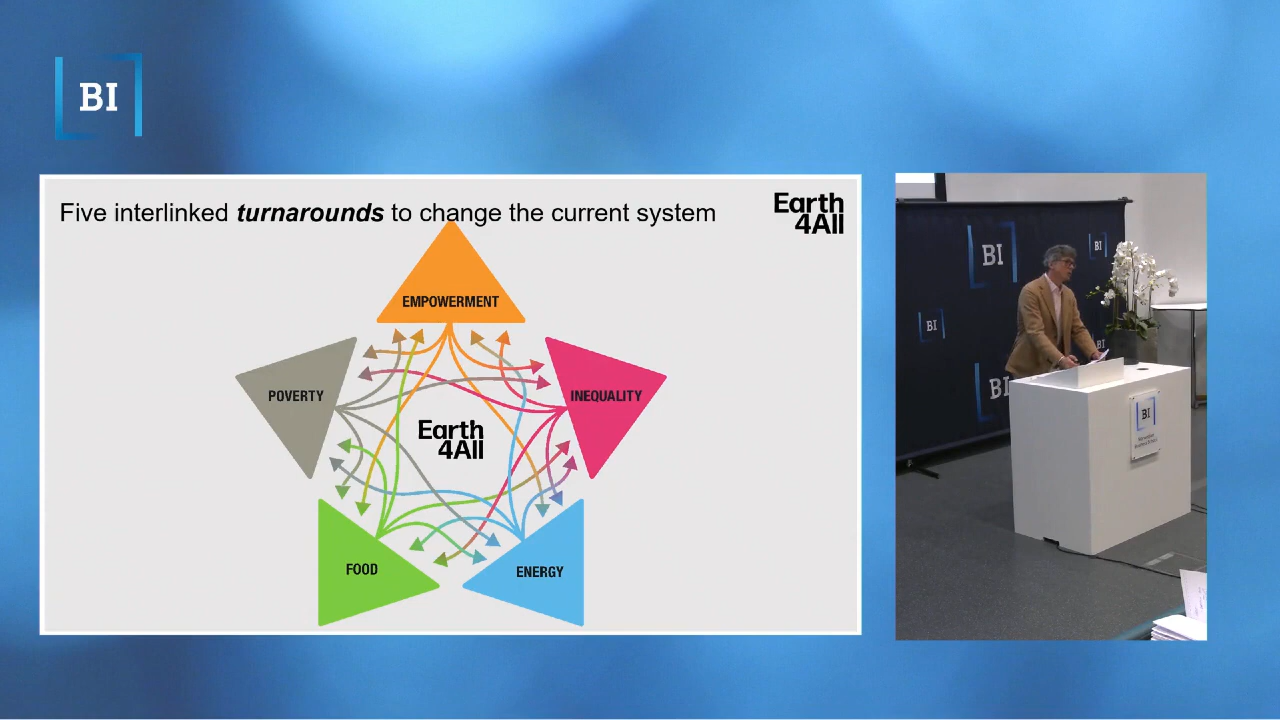 BI
Five interlinked turnarounds to change the current system
Earth
4All
EMPOWERMENT
POVERTY
INEQUALITY
Earth
4All
FOOD
ENERGY
BI
BI
BI
BI
BI
BI